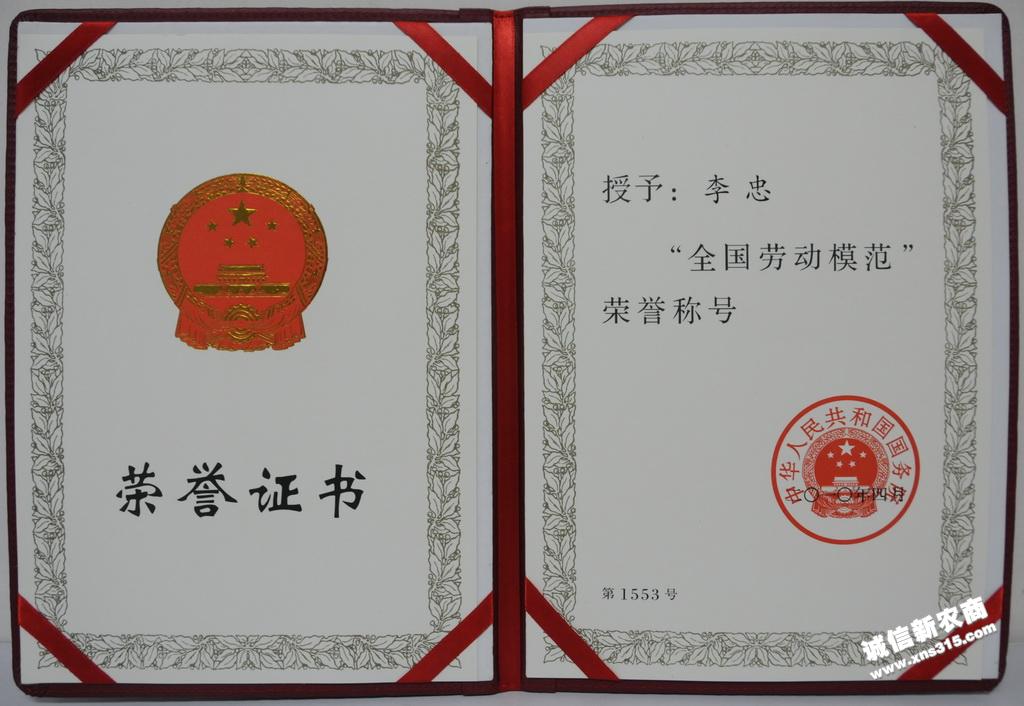 荣誉证书
授予：李忠
“全国劳动模范”
荣誉称号
中华人民共和国国务院
二〇一〇年四月
第1553号
诚信新农商
www.xns315.com